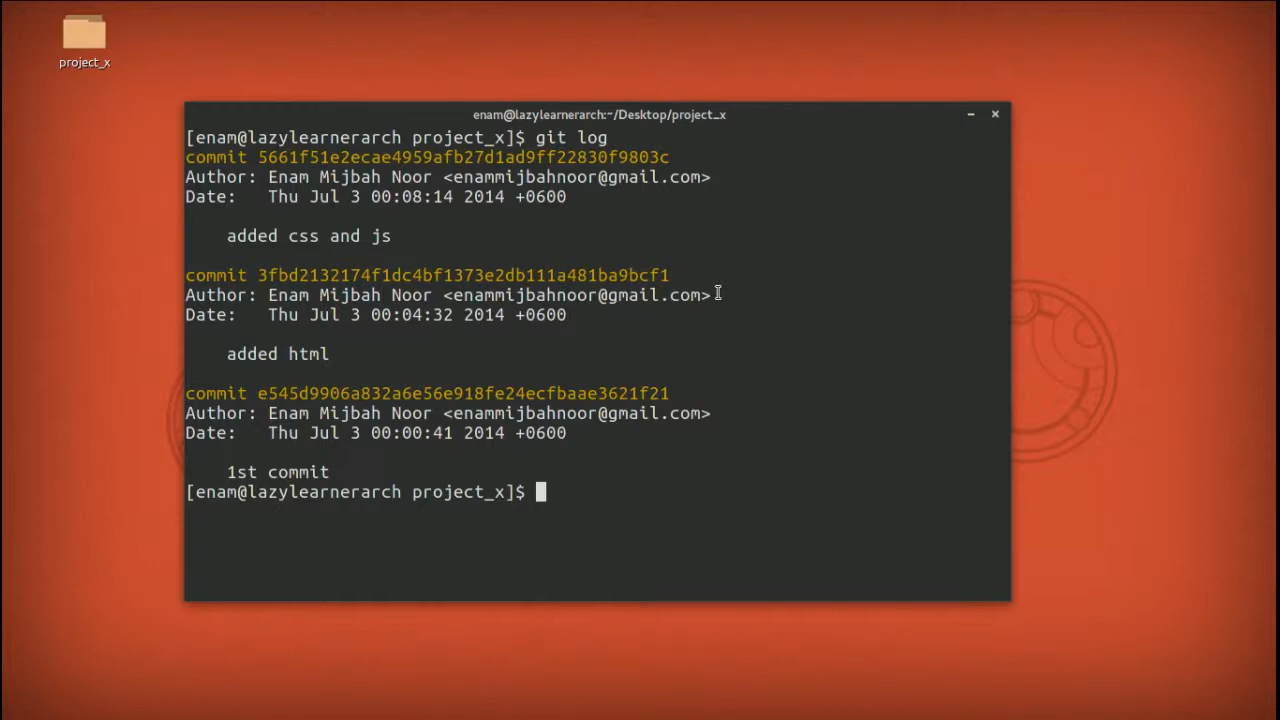 project_x
enam@lazylearnerarch:~/Desktop/project_x
[enam@lazylearnerarch project_x]$ git log
commit 5661f51e2ecae4959afb27d1ad9ff22830f9803c
Author: Enam Mijbah Noor <enammijbahnoor@gmail.com>
Date:   Thu Jul 3 00:08:14 2014 +0600
    added css and js
commit 3fbd2132174f1dc4bf1373e2db111a481ba9bcf1
Author: Enam Mijbah Noor <enammijbahnoor@gmail.com>
Date:   Thu Jul 3 00:04:32 2014 +0600
    added html
commit e545d9906a832a6e56e918fe24ecfbaae3621f21
Author: Enam Mijbah Noor <enammijbahnoor@gmail.com>
Date:   Thu Jul 3 00:00:41 2014 +0600
    1st commit
[enam@lazylearnerarch project_x]$